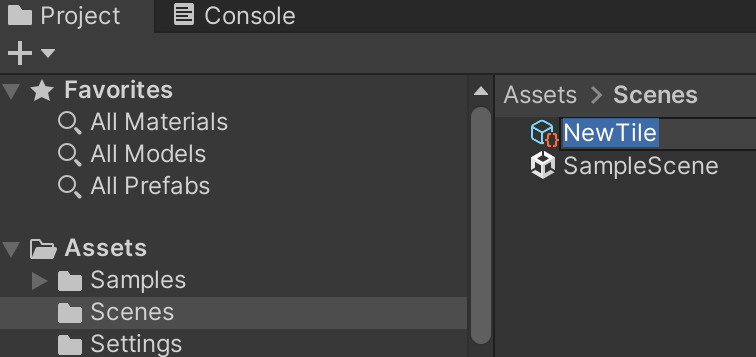 Project
Console
Favorites
All Materials
All Models
All Prefabs
Assets
Samples
Scenes
Settings
Assets > Scenes
NewTile
SampleScene